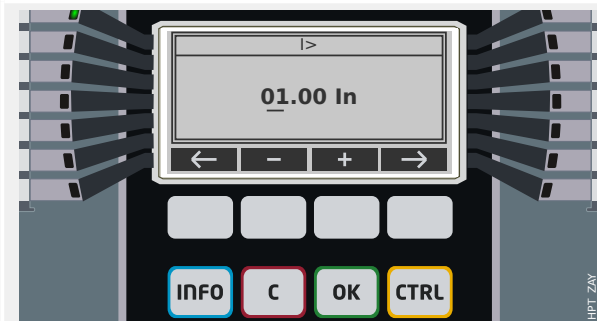 I>
01.00 In
← − + →
INFO C OK CTRL
HPT ZAY